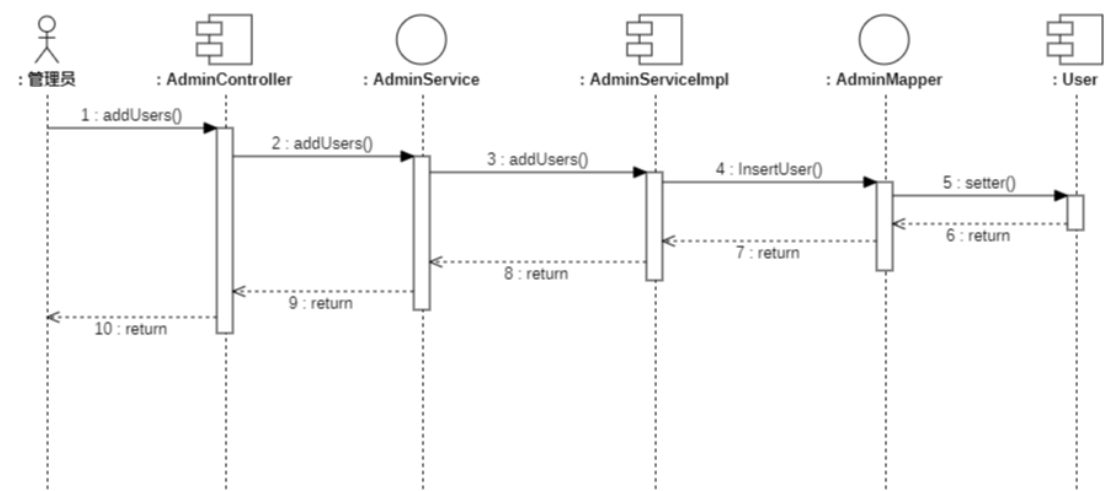 : 管理员
: AdminController
: AdminService
: AdminServiceImpl
: AdminMapper
: User
1 : addUsers()
2 : addUsers()
3 : addUsers()
4 : InsertUser()
5 : setter()
6 : return
7 : return
8 : return
9 : return
10 : return